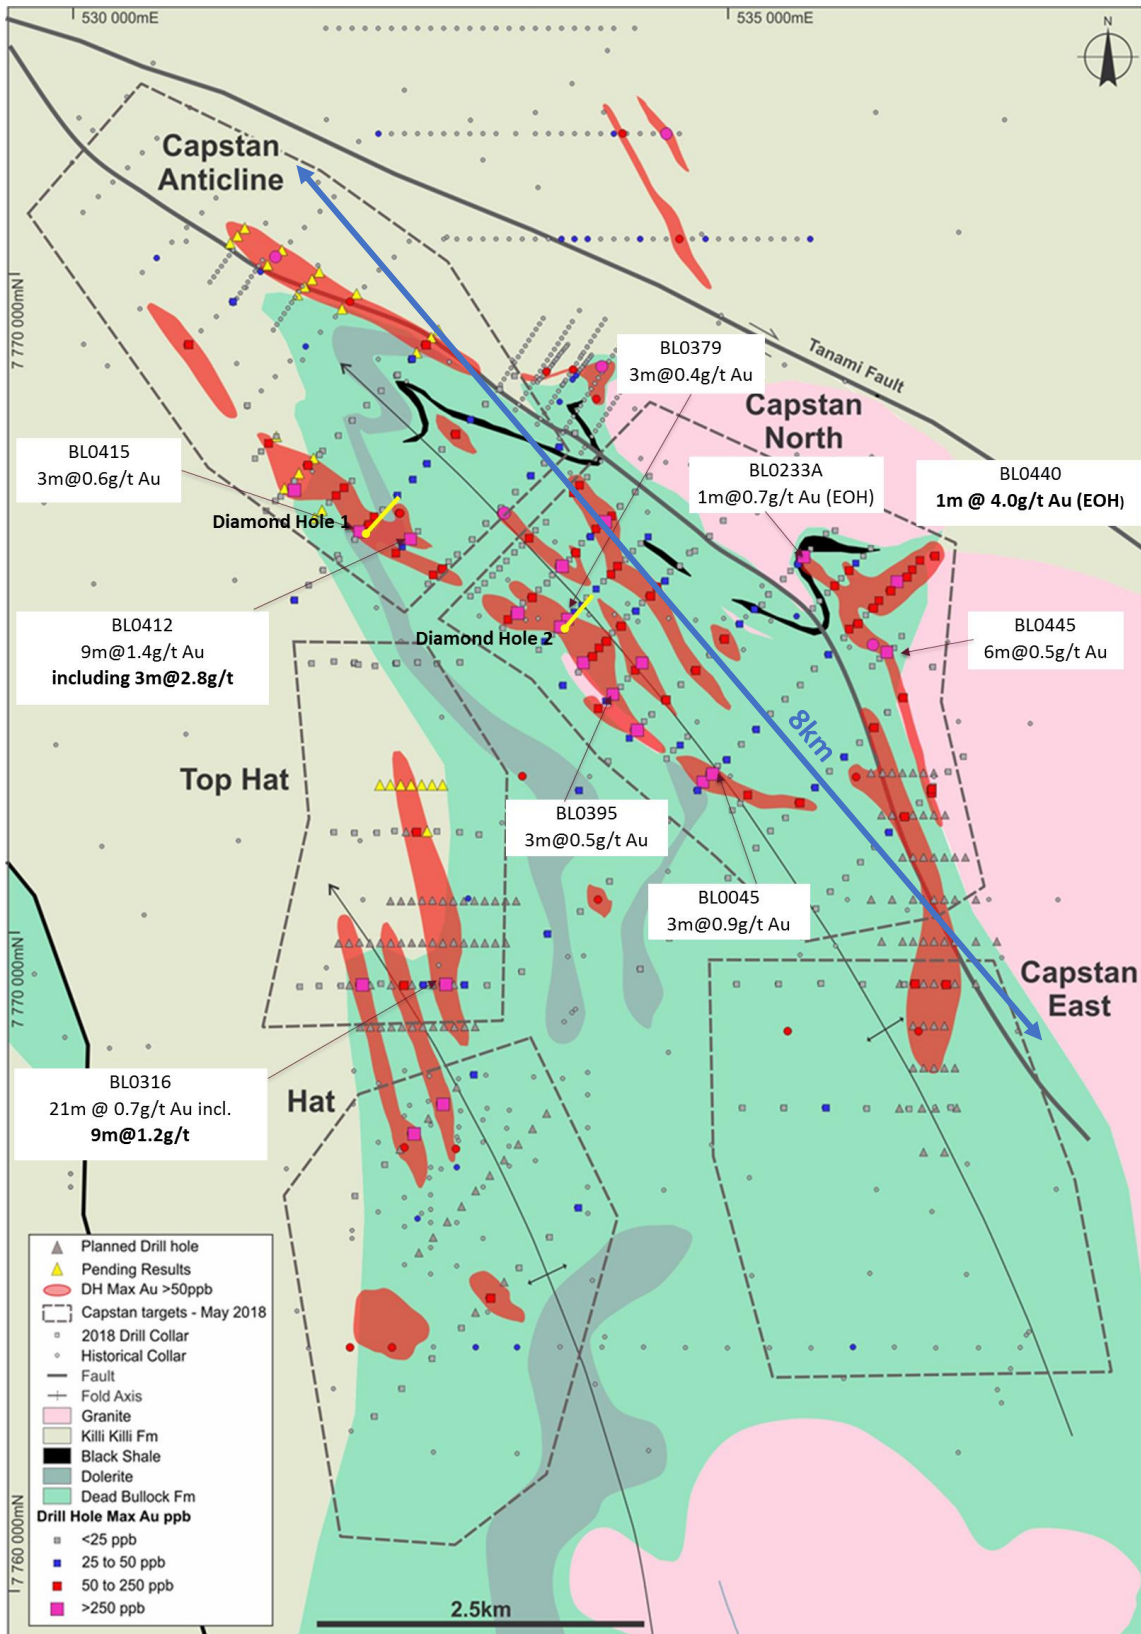 530 000mE
535 000mE
N
Capstan
Anticline
7 770 000mN
Tanami Fault
BL0379
3m@0.4g/t Au
Capstan
North
BL0415
3m@0.6g/t Au
BL0233A
1m@0.7g/t Au (EOH)
BL0440
1m @ 4.0g/t Au (EOH)
Diamond Hole 1
BL0412
9m@1.4g/t Au
including 3m@2.8g/t
Diamond Hole 2
BL0445
6m@0.5g/t Au
8km
Top Hat
BL0395
3m@0.5g/t Au
BL0045
3m@0.9g/t Au
7 770 000mN
Capstan
East
BL0316
21m @ 0.7g/t Au incl.
9m@1.2g/t
Hat
Planned Drill hole
Pending Results
DH Max Au >50ppb
Capstan targets - May 2018
2018 Drill Collar
Historical Collar
Fault
Fold Axis
Granite
Killi Killi Fm
Black Shale
Dolerite
Dead Bullock Fm
Drill Hole Max Au ppb
<25 ppb
25 to 50 ppb
50 to 250 ppb
>250 ppb
7 760 000mN
2.5km